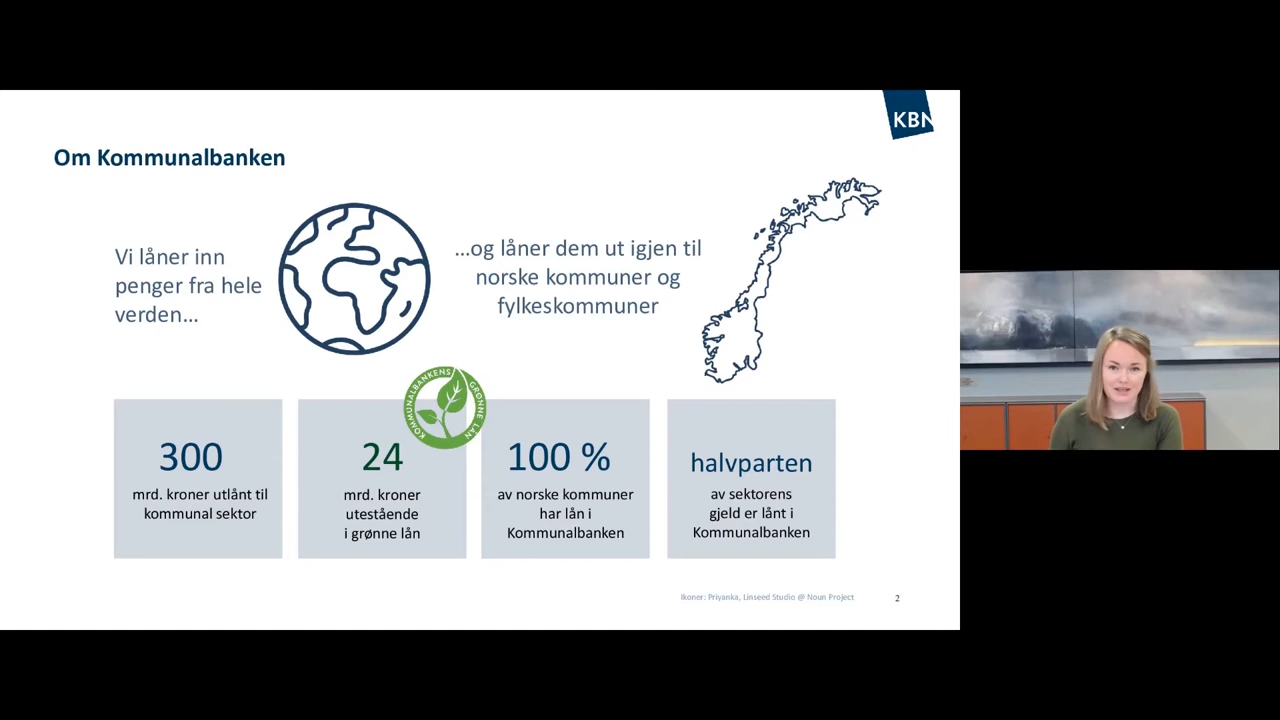 KBN
Om Kommunalbanken
Vi låner inn
penger fra hele
verden...
...og låner dem ut igjen til
norske kommuner og
fylkeskommuner
KOMMUNALBANKENS GRØNNE LÅN
300
mrd. kroner utlånt til
kommunal sektor
24
mrd. kroner
utestående
i grønne lån
100 %
av norske kommuner
har lån i
Kommunalbanken
halvparten
av sektorens
gjeld er lånt i
Kommunalbanken
Ikoner: Priyanka, Linseed Studio @ Noun Project
2